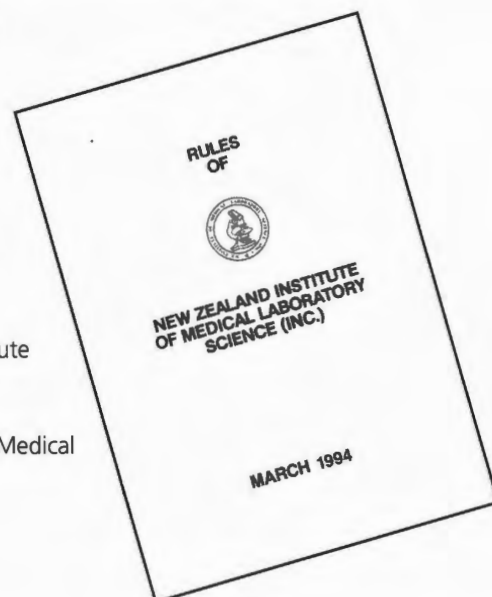 RULES
OF
NEW ZEALAND INSTITUTE
OF MEDICAL LABORATORY
SCIENCE (INC.)
MARCH 1994
ute
Medical